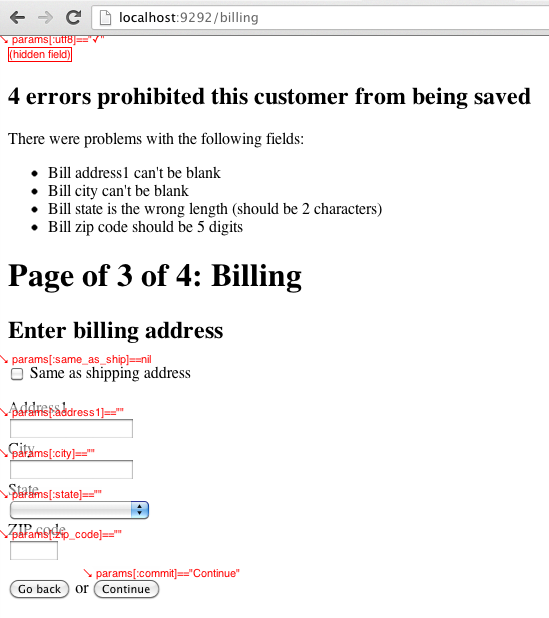 localhost:9292/billing
↘ params[:utf8]=="✓"
(hidden field)
4 errors prohibited this customer from being saved
There were problems with the following fields:
• Bill address1 can't be blank
• Bill city can't be blank
• Bill state is the wrong length (should be 2 characters)
• Bill zip code should be 5 digits
Page of 3 of 4: Billing
Enter billing address
↘ params[:same_as_ship]==nil
Same as shipping address
Address1
↘ params[:address1]==""
City
↘ params[:city]==""
State
↘ params[:state]==""
ZIP code
↘ params[:zip_code]==""
↘ params[:commit]=="Continue"
Go back or Continue